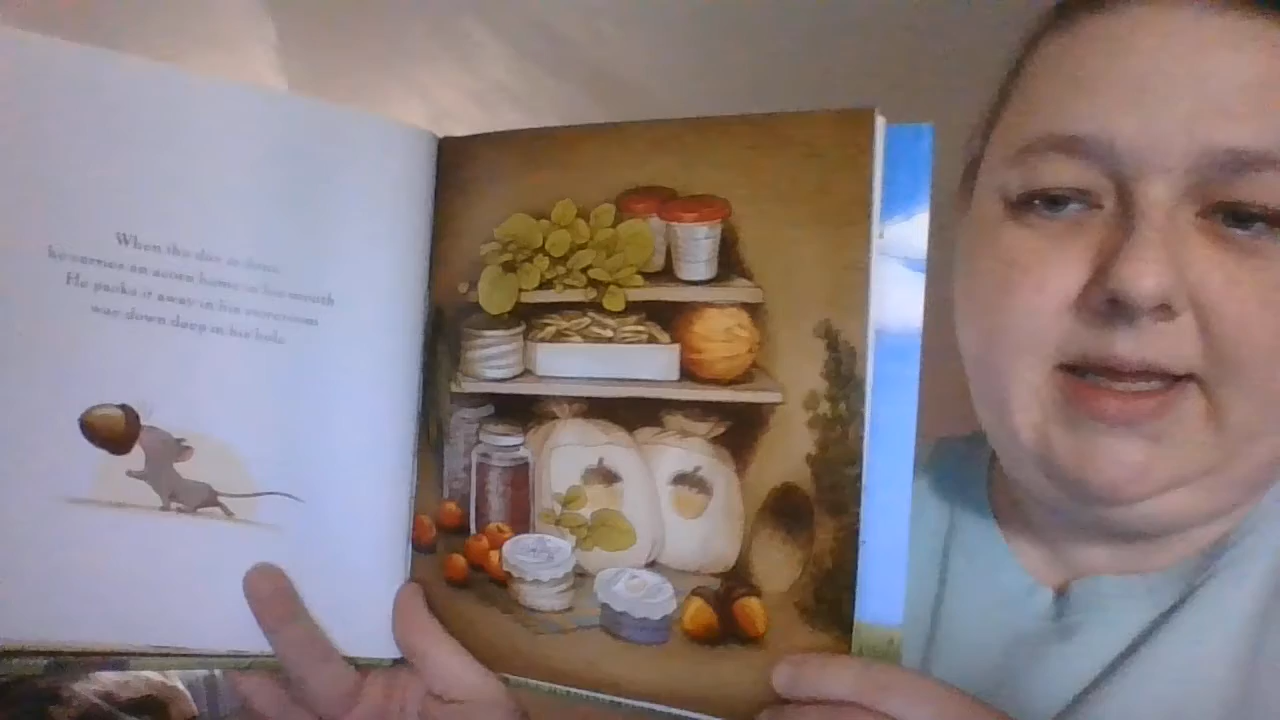 When the day is done,
he carries an acorn home in his mouth
He packs it away in his storeroom
way down deep in his hole